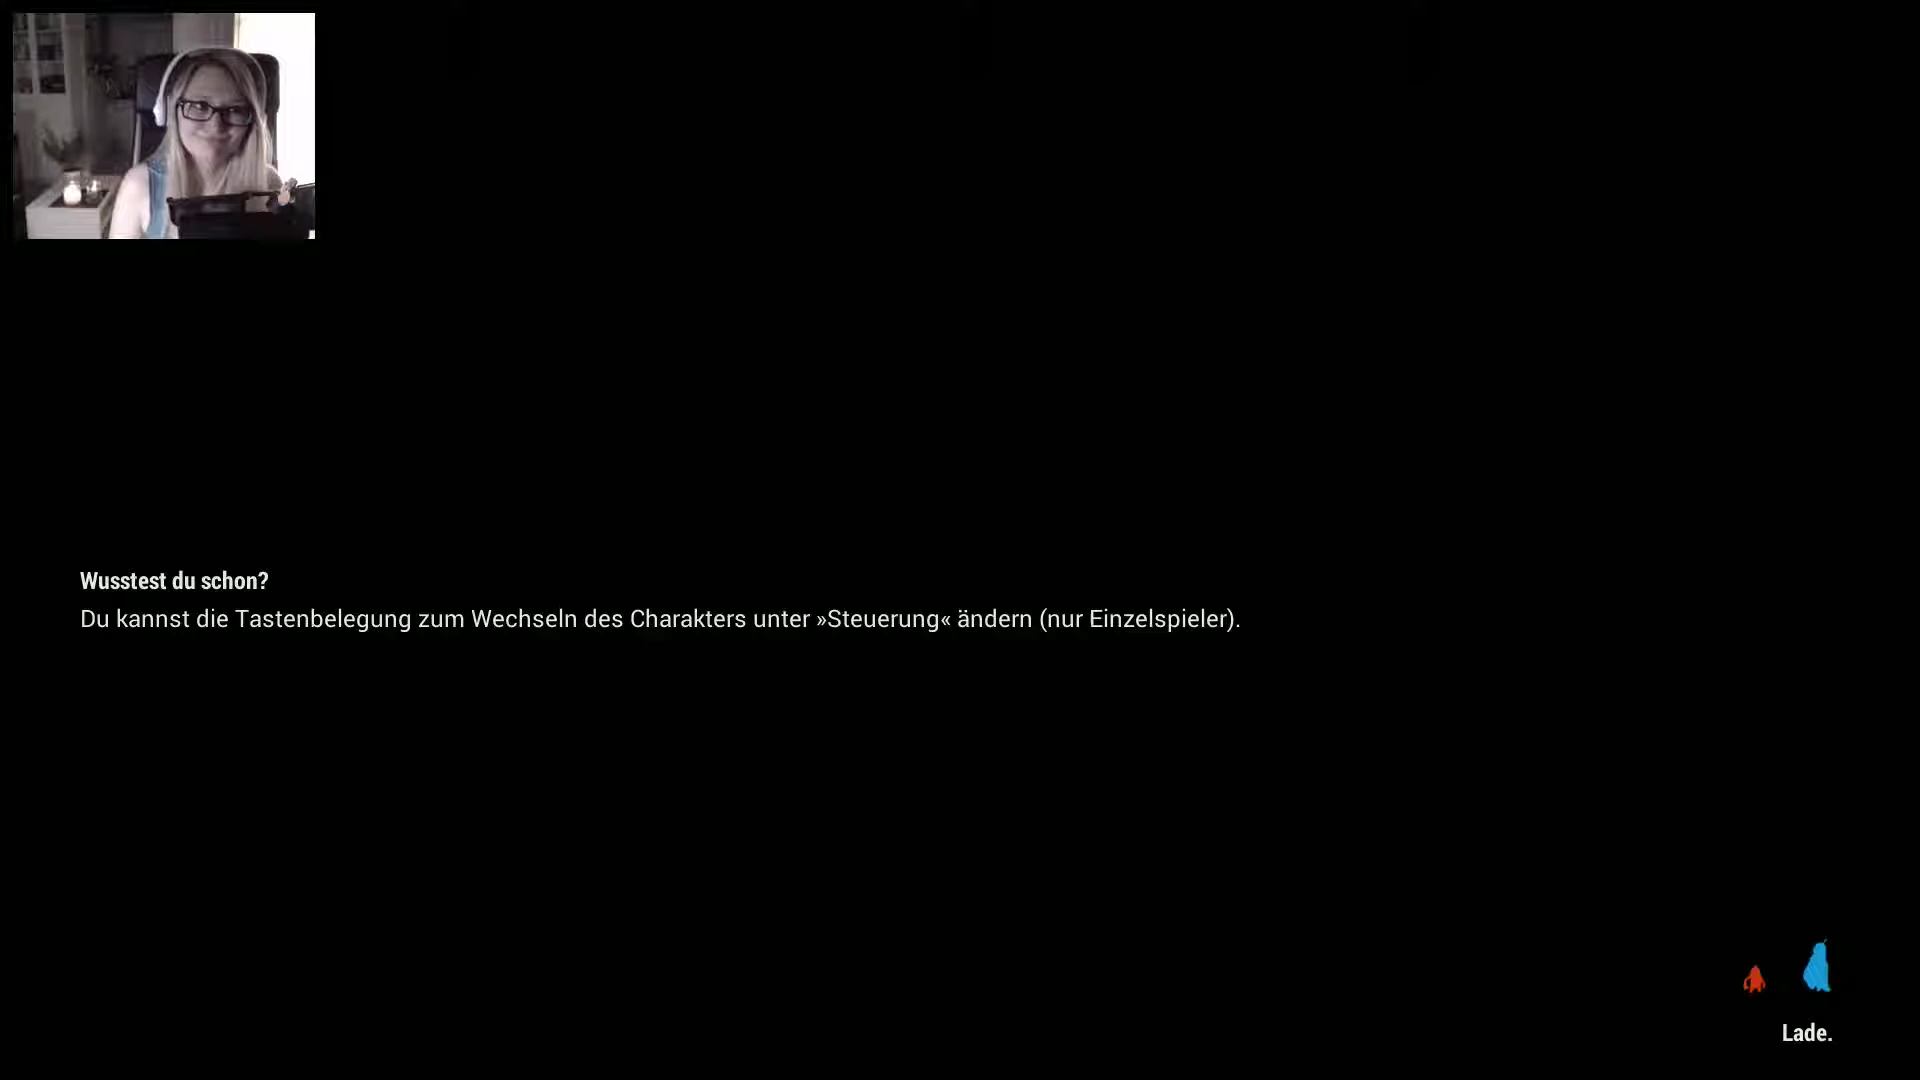 Wusstest du schon?
Du kannst die Tastenbelegung zum Wechseln des Charakters unter »Steuerung« ändern (nur Einzelspieler).
Lade.